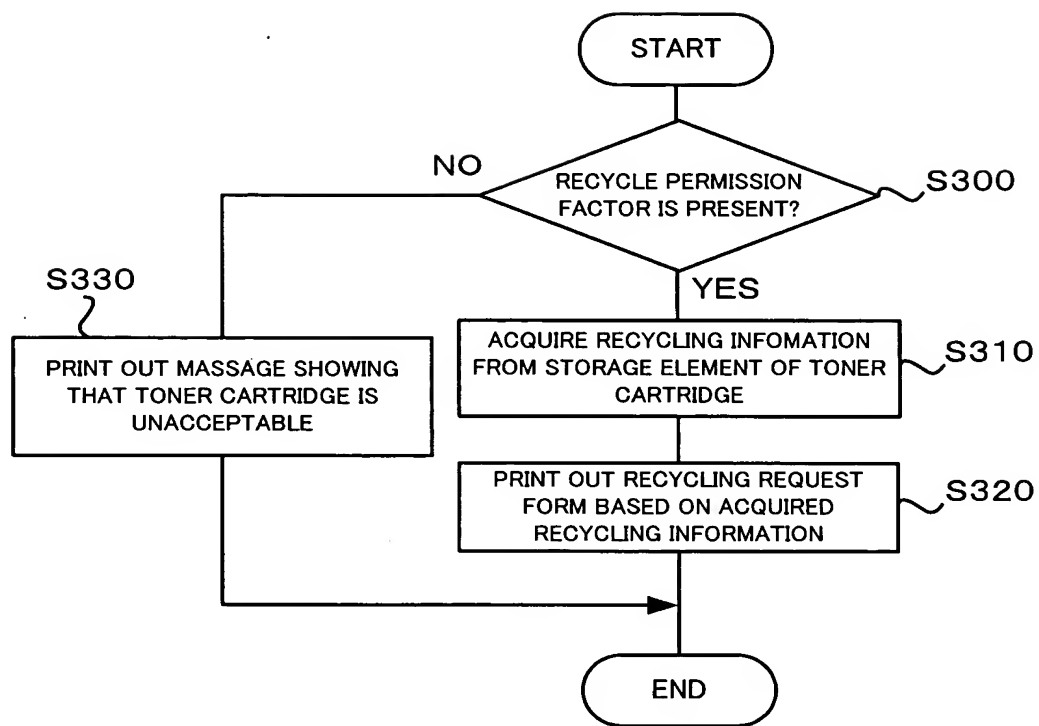 START
NO
RECYCLE PERMISSION
FACTOR IS PRESENT?
S300
YES
S330
PRINT OUT MASSAGE SHOWING
THAT TONER CARTRIDGE IS
UNACCEPTABLE
ACQUIRE RECYCLING INFOMATION
FROM STORAGE ELEMENT OF TONER
CARTRIDGE
S310
PRINT OUT RECYCLING REQUEST
FORM BASED ON ACQUIRED
RECYCLING INFORMATION
S320
END